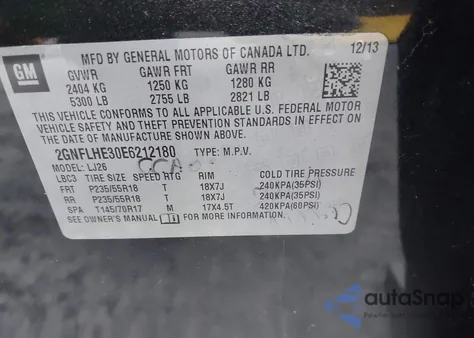 GM
MFD BY GENERAL MOTORS OF CANADA LTD. 12/13
GVWR GAWR FRT GAWR RR
2404 KG 1250 KG 1280 KG
5300 LB 2755 LB 2821 LB
THIS VEHICLE CONFORMS TO ALL APPLICABLE U.S. FEDERAL MOTOR
VEHICLE SAFETY, BUMPER, AND THEFT PREVENTION STANDARDS IN
EFFECT ON THE DATE OF MANUFACTURE SHOWN ABOVE.
2GNFLHE30E6212180 TYPE: M.P.V.
MODEL: LJ26
LBC3 TIRE SIZE SPEED RTG RIM COLD TIRE PRESSURE
FRT P235/55R18 T 18X7J 240KPA(35PSI)
RR P235/55R18 T 18X7J 240KPA(35PSI)
SPA T145/70R17 M 17X4.5T 420KPA(60PSI)
SEE OWNER'S MANUAL FOR MORE INFORMATION.
autoSnap